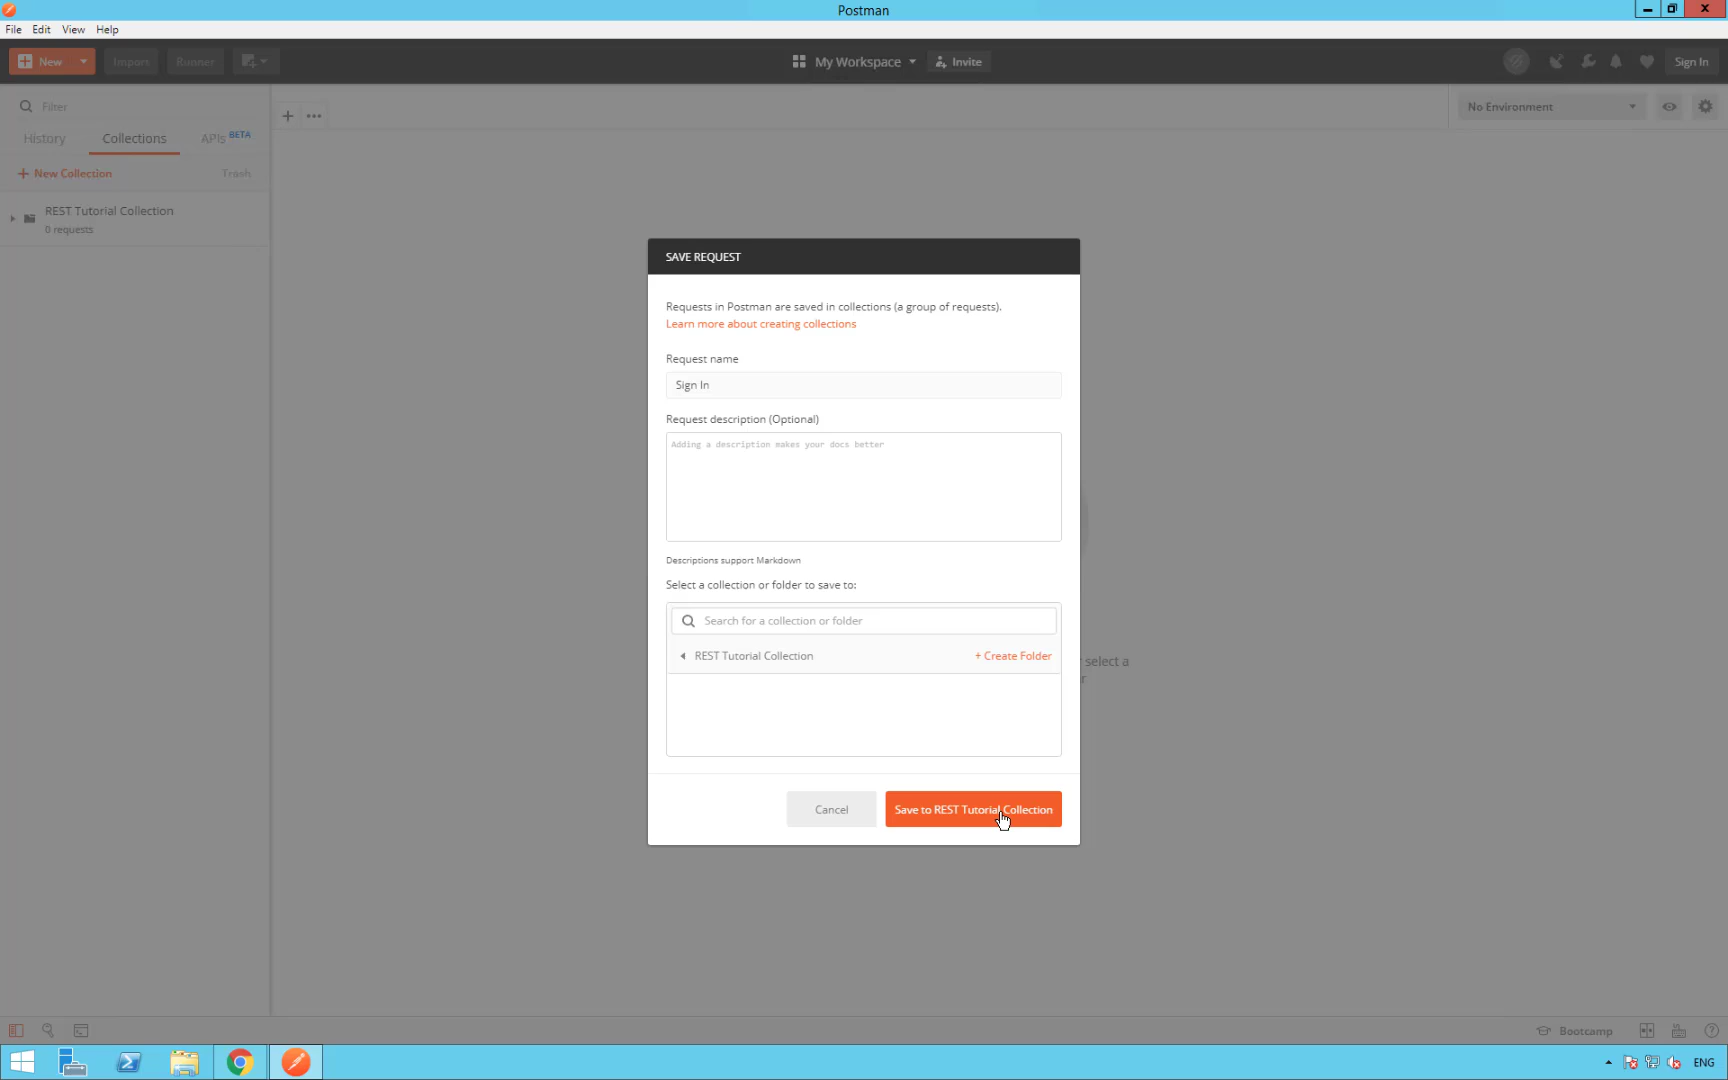 Postman
File Edit View Help
New Import Runner My Workspace Invite Sign In
Filter
No Environment
History Collections APIs BETA
+ New Collection Trash
REST Tutorial Collection
0 requests
SAVE REQUEST
Requests in Postman are saved in collections (a group of requests).
Learn more about creating collections
Request name
Sign In
Request description (Optional)
Adding a description makes your docs better
Descriptions support Markdown
Select a collection or folder to save to:
Search for a collection or folder
REST Tutorial Collection + Create Folder
select a
Cancel Save to REST Tutorial Collection
Bootcamp
ENG